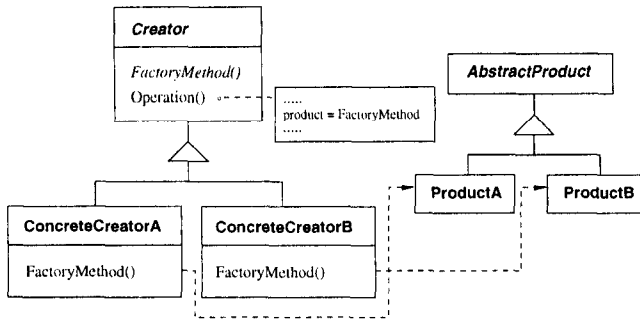 Creator
FactoryMethod()
Operation()
.....
product = FactoryMethod
.....
AbstractProduct
ProductA
ProductB
ConcreteCreatorA
FactoryMethod()
ConcreteCreatorB
FactoryMethod()